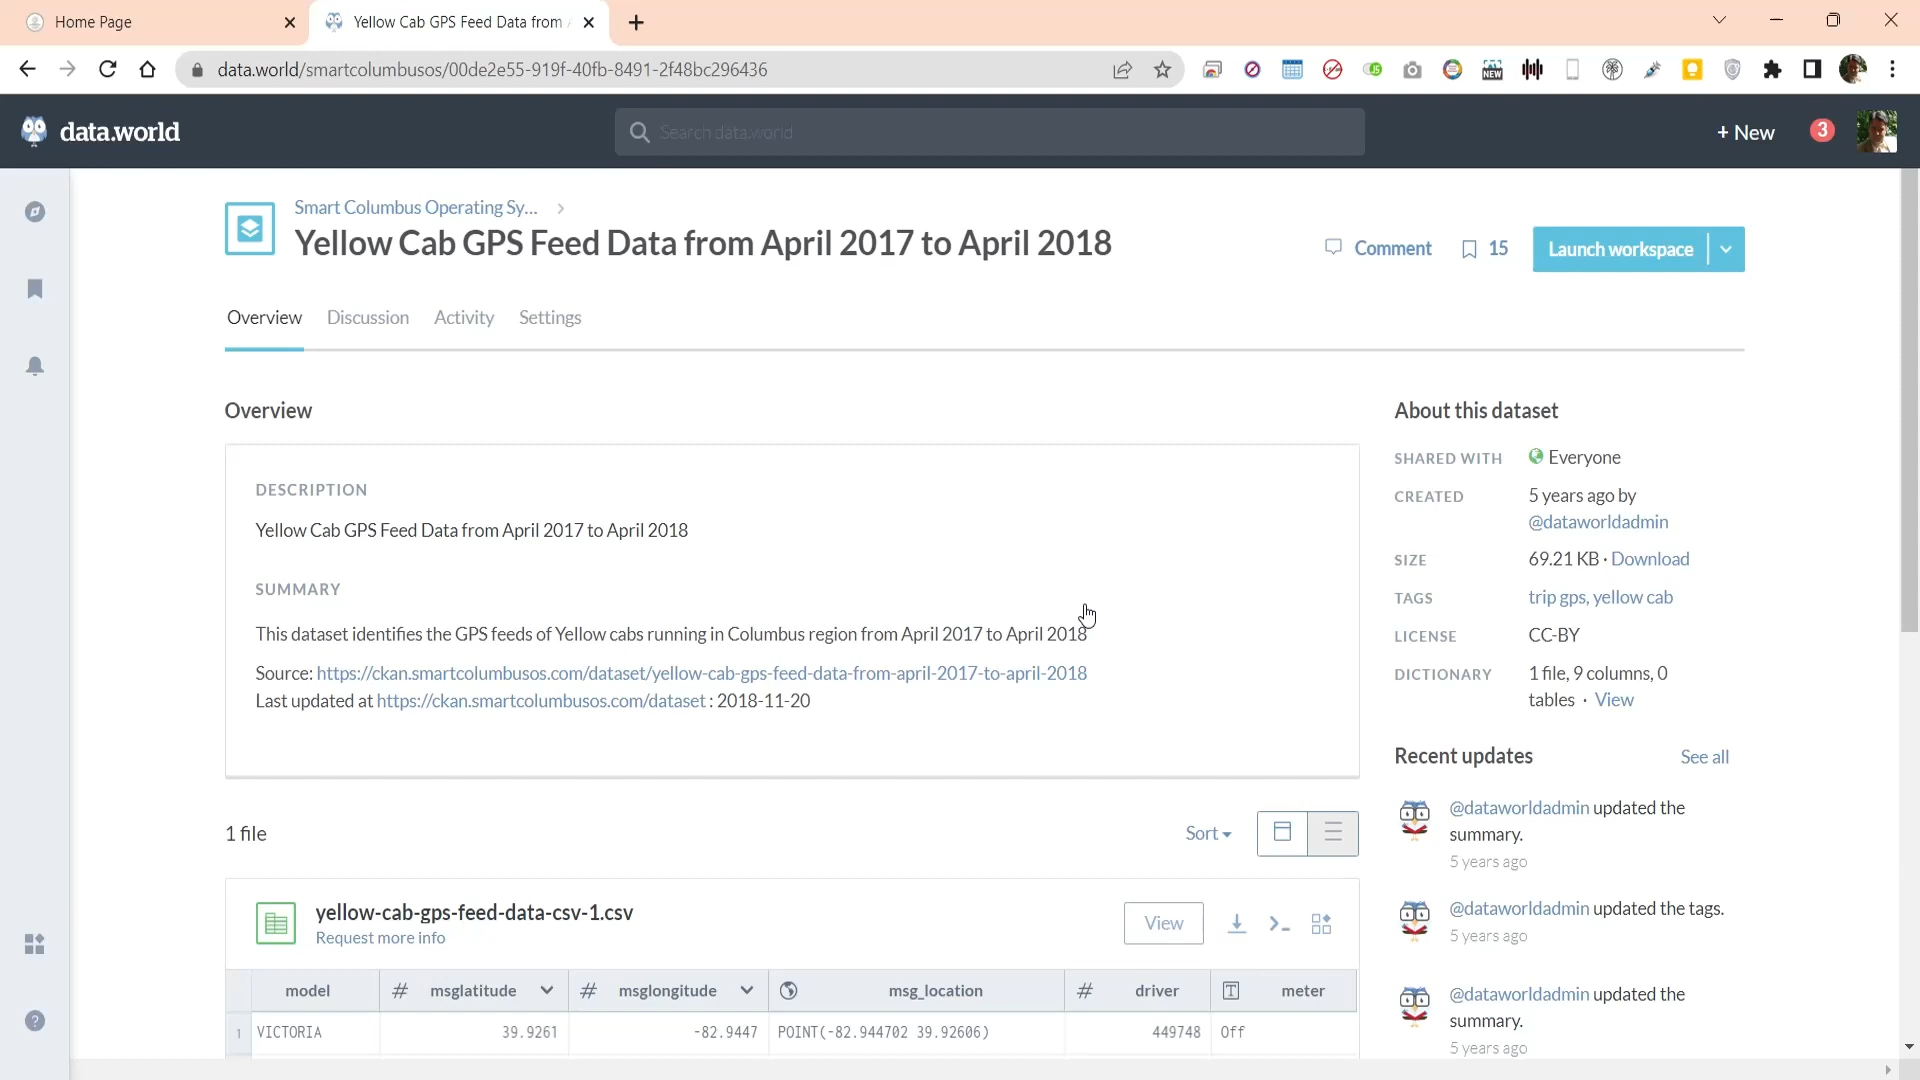 Home Page
Yellow Cab GPS Feed Data from
data.world/smartcolumbusos/00de2e55-919f-40fb-8491-2f48bc296436
NEW
JS
data.world
Search data.world
+ New
3
Smart Columbus Operating Sy... >
Yellow Cab GPS Feed Data from April 2017 to April 2018
Comment
15
Launch workspace
Overview Discussion Activity Settings
Overview
DESCRIPTION
Yellow Cab GPS Feed Data from April 2017 to April 2018
SUMMARY
This dataset identifies the GPS feeds of Yellow cabs running in Columbus region from April 2017 to April 2018
Source: https://ckan.smartcolumbusos.com/dataset/yellow-cab-gps-feed-data-from-april-2017-to-april-2018
Last updated at https://ckan.smartcolumbusos.com/dataset : 2018-11-20
About this dataset
SHARED WITH Everyone
CREATED 5 years ago by
@dataworldadmin
SIZE 69.21 KB · Download
TAGS trip gps, yellow cab
LICENSE CC-BY
DICTIONARY 1 file, 9 columns, 0
tables · View
Recent updates See all
@dataworldadmin updated the
summary.
5 years ago
@dataworldadmin updated the tags.
5 years ago
@dataworldadmin updated the
summary.
5 years ago
1 file
Sort
yellow-cab-gps-feed-data-csv-1.csv
Request more info
View
model # msglatitude # msglongitude msg_location # driver T meter
1 VICTORIA 39.9261 -82.9447 POINT(-82.944702 39.92606) 449748 Off
?